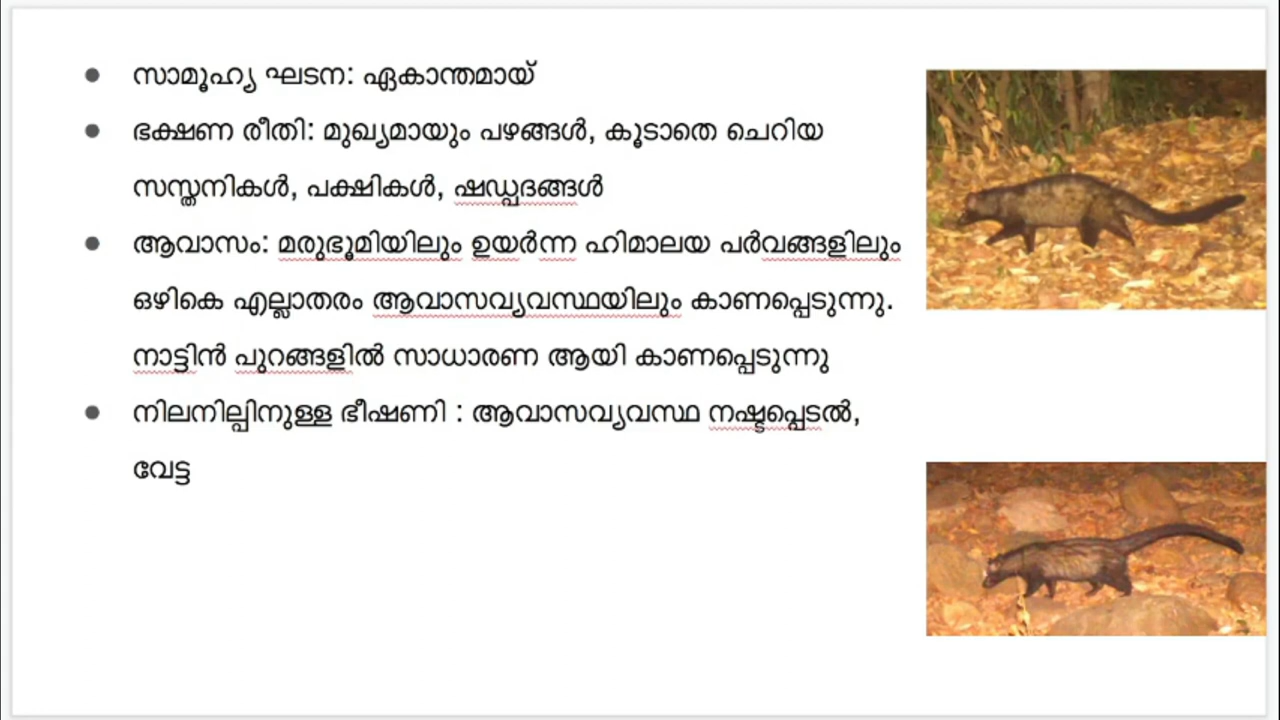 സാമൂഹ്യ ഘടന: ഏകാന്തമായ്
ഭക്ഷണ രീതി: മുഖ്യമായും പഴങ്ങൾ, കൂടാതെ ചെറിയ
സസ്തനികൾ, പക്ഷികൾ, ഷഡ്പദങ്ങൾ
ആവാസം: മരുഭൂമിയിലും ഉയർന്ന ഹിമാലയ പർവങ്ങളിലും
ഒഴികെ എല്ലാതരം ആവാസവ്യവസ്ഥയിലും കാണപ്പെടുന്നു.
നാട്ടിൻ പുറങ്ങളിൽ സാധാരണ ആയി കാണപ്പെടുന്നു
നിലനില്പിനുള്ള ഭീഷണി : ആവാസവ്യവസ്ഥ നഷ്ടപ്പെടൽ,
വേട്ട